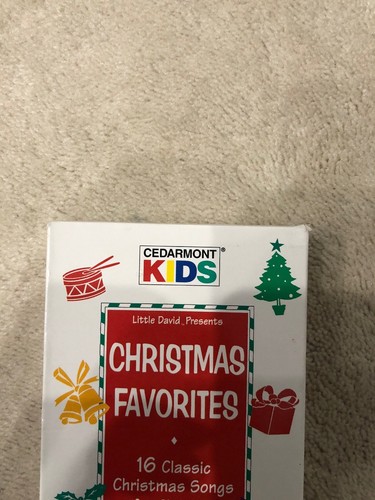 CEDARMONT®
KIDS
Little David Presents
CHRISTMAS
FAVORITES
16 Classic
Christmas Songs